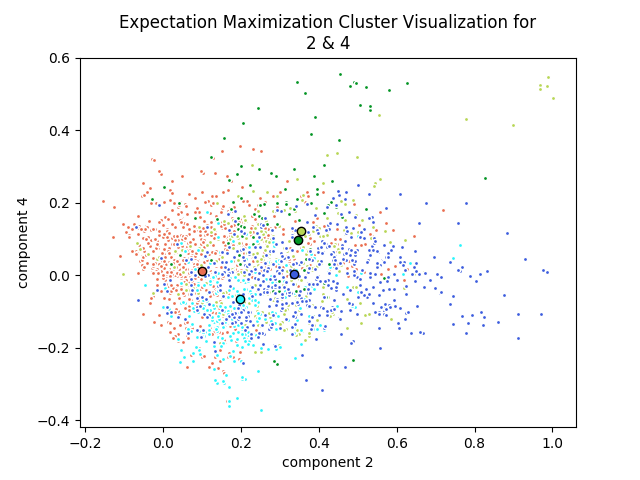 Expectation Maximization Cluster Visualization for
2 & 4
0.6
0.4
0.2
0.0
−0.2
−0.4
component 4
−0.2 0.0 0.2 0.4 0.6 0.8 1.0
component 2